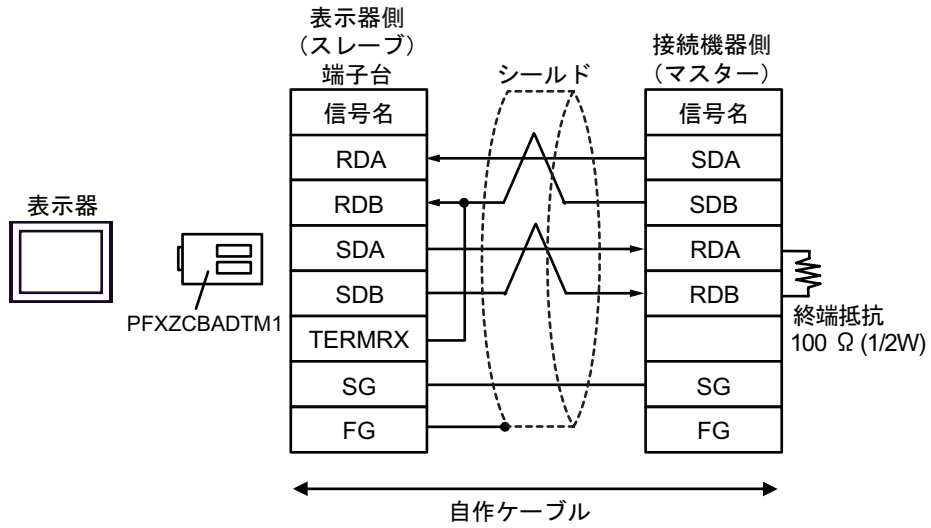 表示器側
（スレーブ）
端子台
信号名
RDA
RDB
SDA
SDB
TERMRX
SG
FG
シールド
接続機器側
（マスター）
信号名
SDA
SDB
RDA
RDB
SG
FG
表示器
PFXZCBADTM1
終端抵抗
100 Ω (1/2W)
自作ケーブル